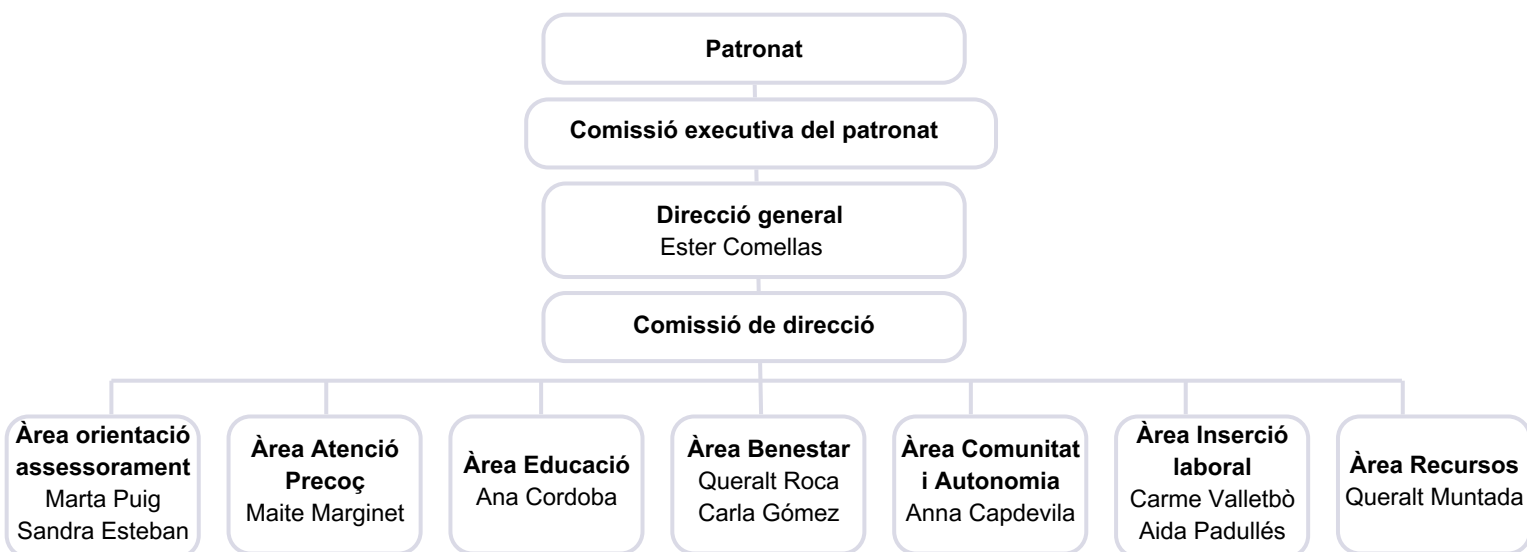 Patronat
Comissió executiva del patronat
Direcció general
Ester Comellas
Comissió de direcció
Àrea orientació
assessorament
Marta Puig
Sandra Esteban
Àrea Atenció
Precoç
Maite Marginet
Àrea Educació
Ana Cordoba
Àrea Benestar
Queralt Roca
Carla Gómez
Àrea Comunitat
i Autonomia
Anna Capdevila
Àrea Inserció
laboral
Carme Valletbò
Aida Padullés
Àrea Recursos
Queralt Muntada